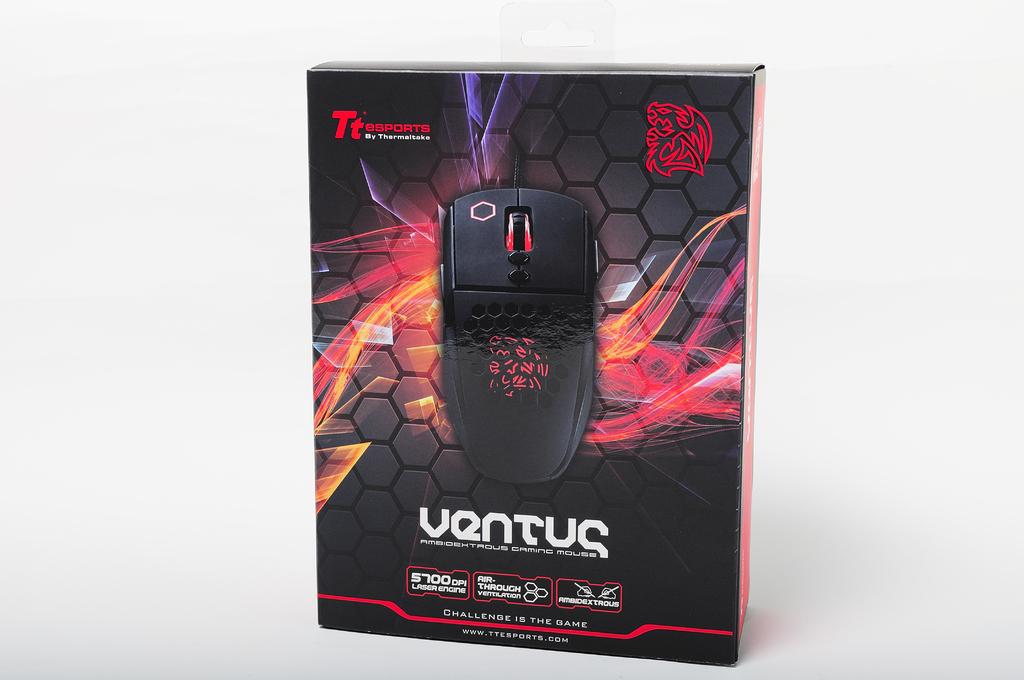 Tt eSPORTS
By Thermaltake
VENTUS
AMBIDEXTROUS GAMING MOUSE
5700 DPI
LASER ENGINE
AIR-
THROUGH
VENTILATION
AMBIDEXTROUS
CHALLENGE IS THE GAME
WWW.TTESPORTS.COM